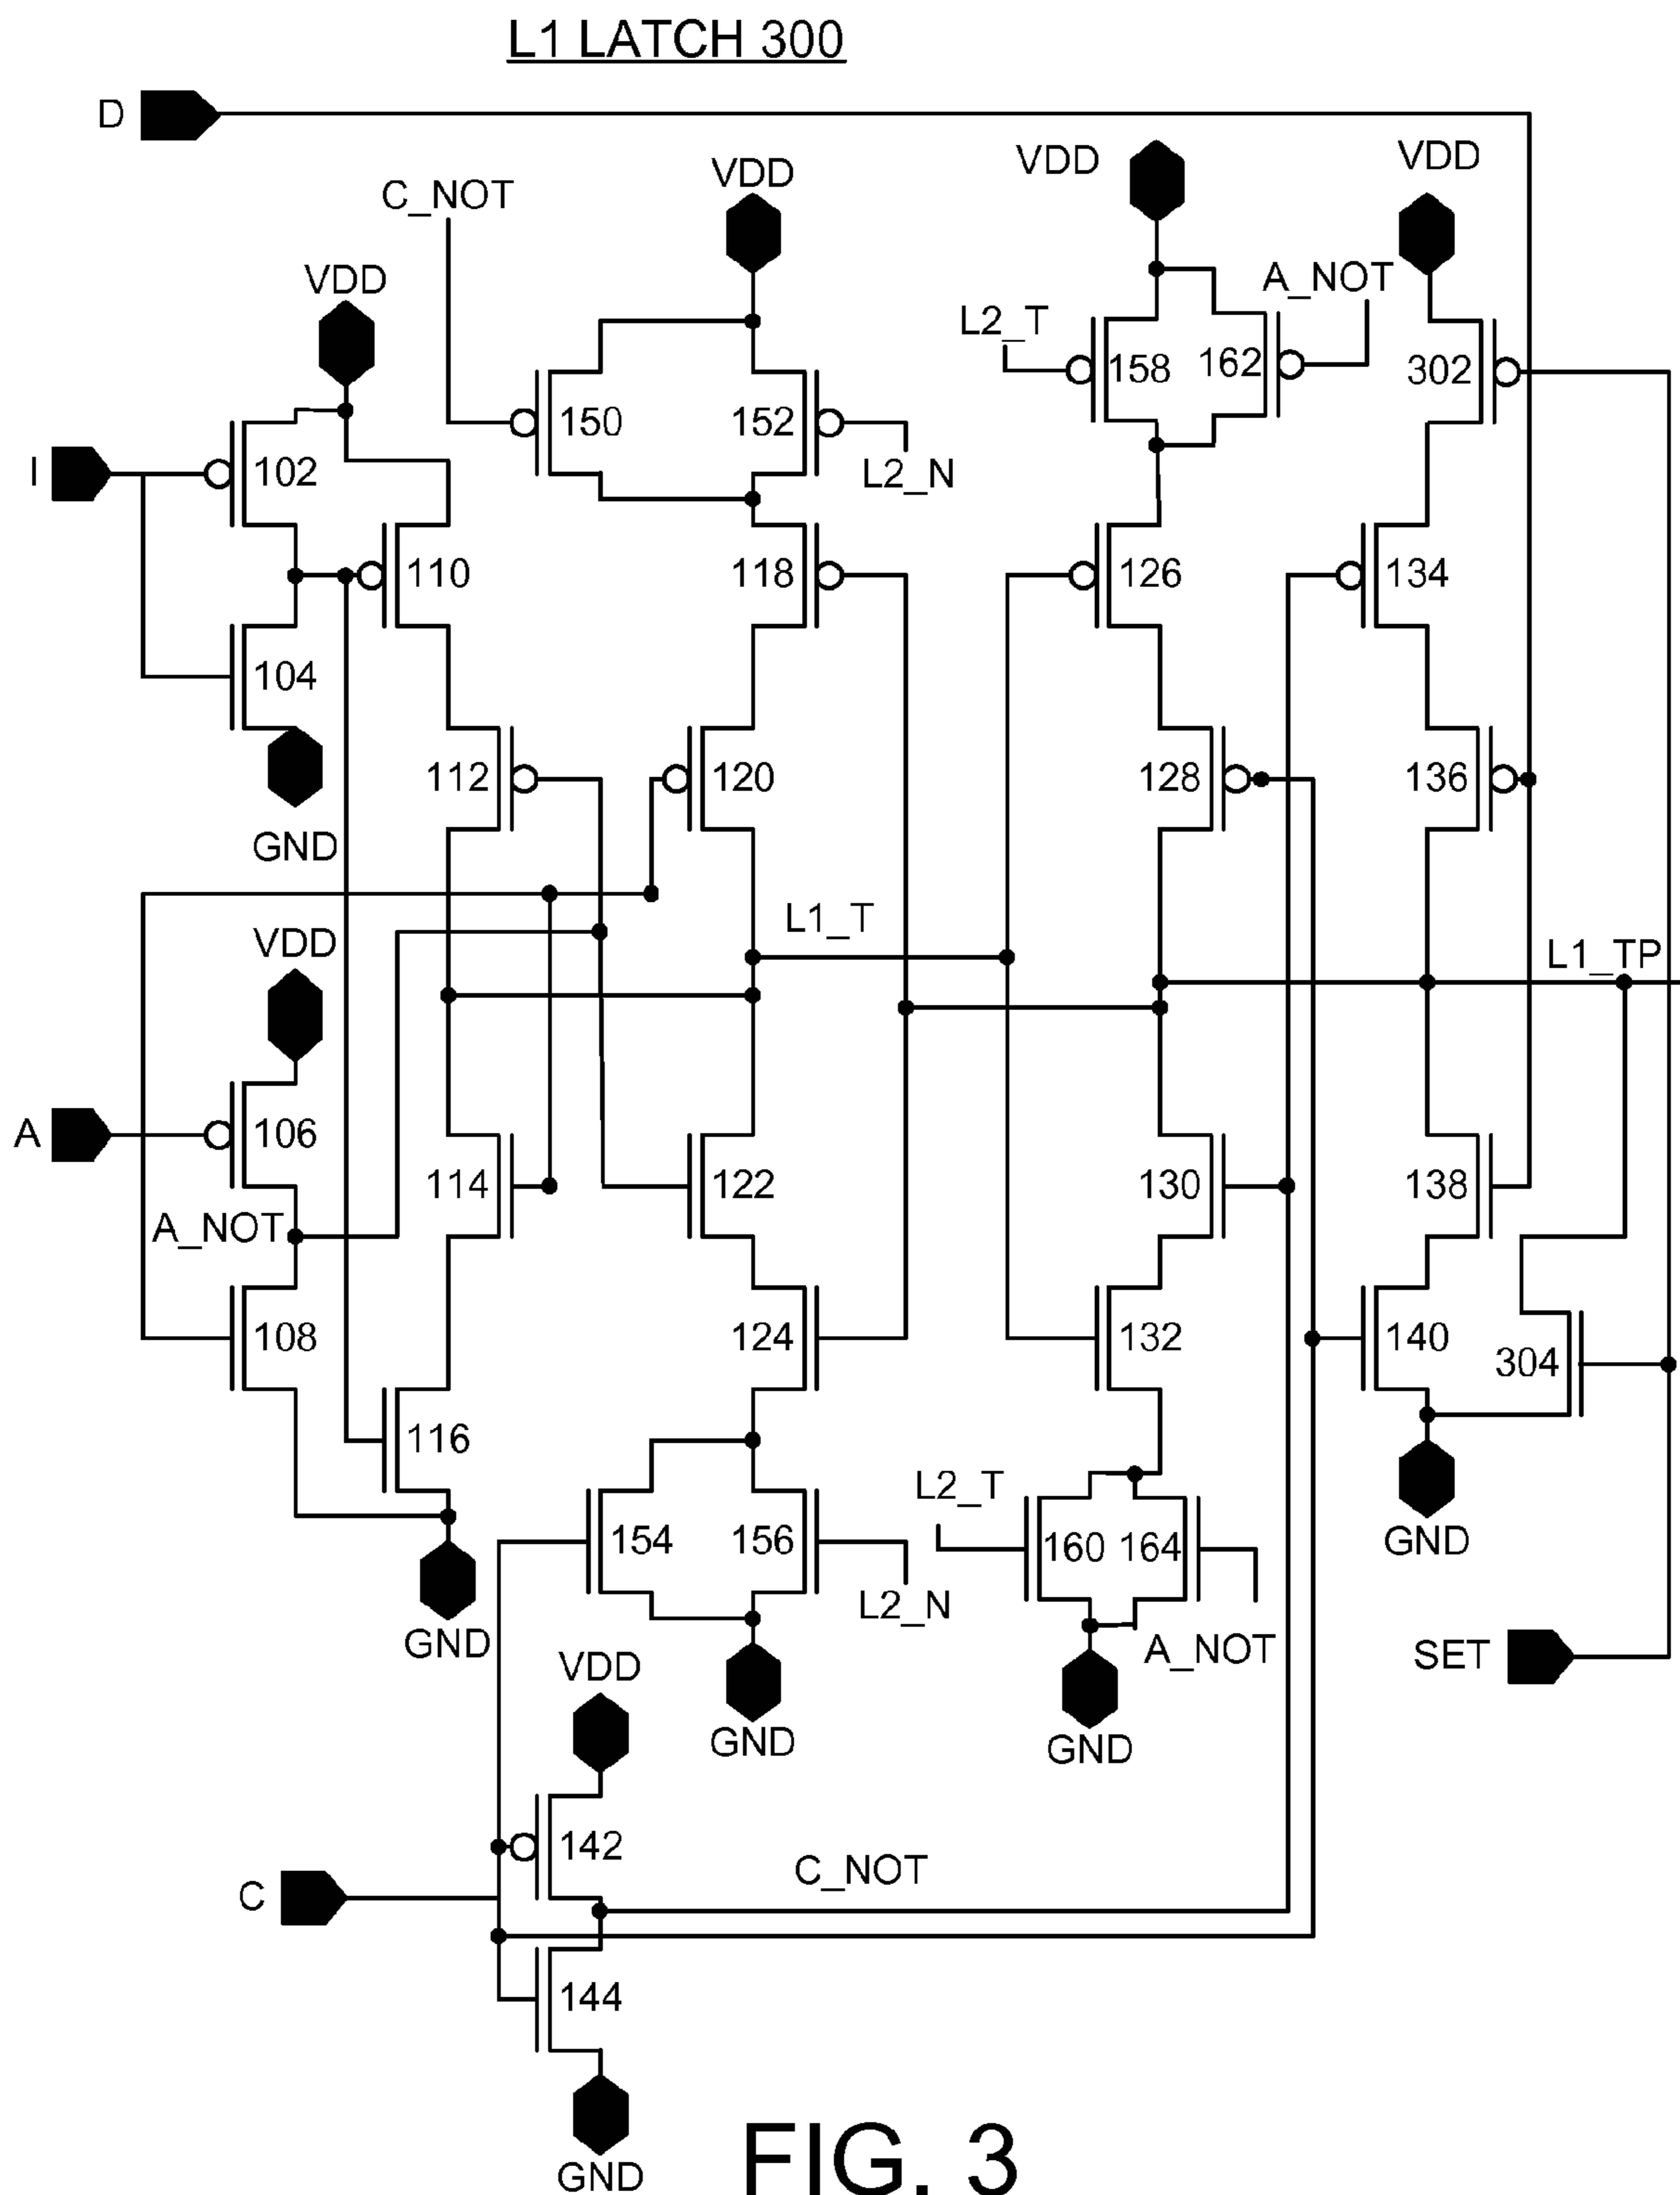 L1 LATCH 300
D
VDD
VDD
VDD
C_NOT
VDD
A_NOT
L2_T
158
162
302
150
152
I
102
L2_N
110
118
126
134
104
112
120
128
136
GND
L1_T
VDD
L1_TP
A
106
114
122
130
138
A_NOT
108
124
132
140
304
116
L2_T
154
156
160
164
GND
L2_N
GND
A_NOT
SET
VDD
GND
GND
142
C_NOT
C
144
GND
FIG. 3